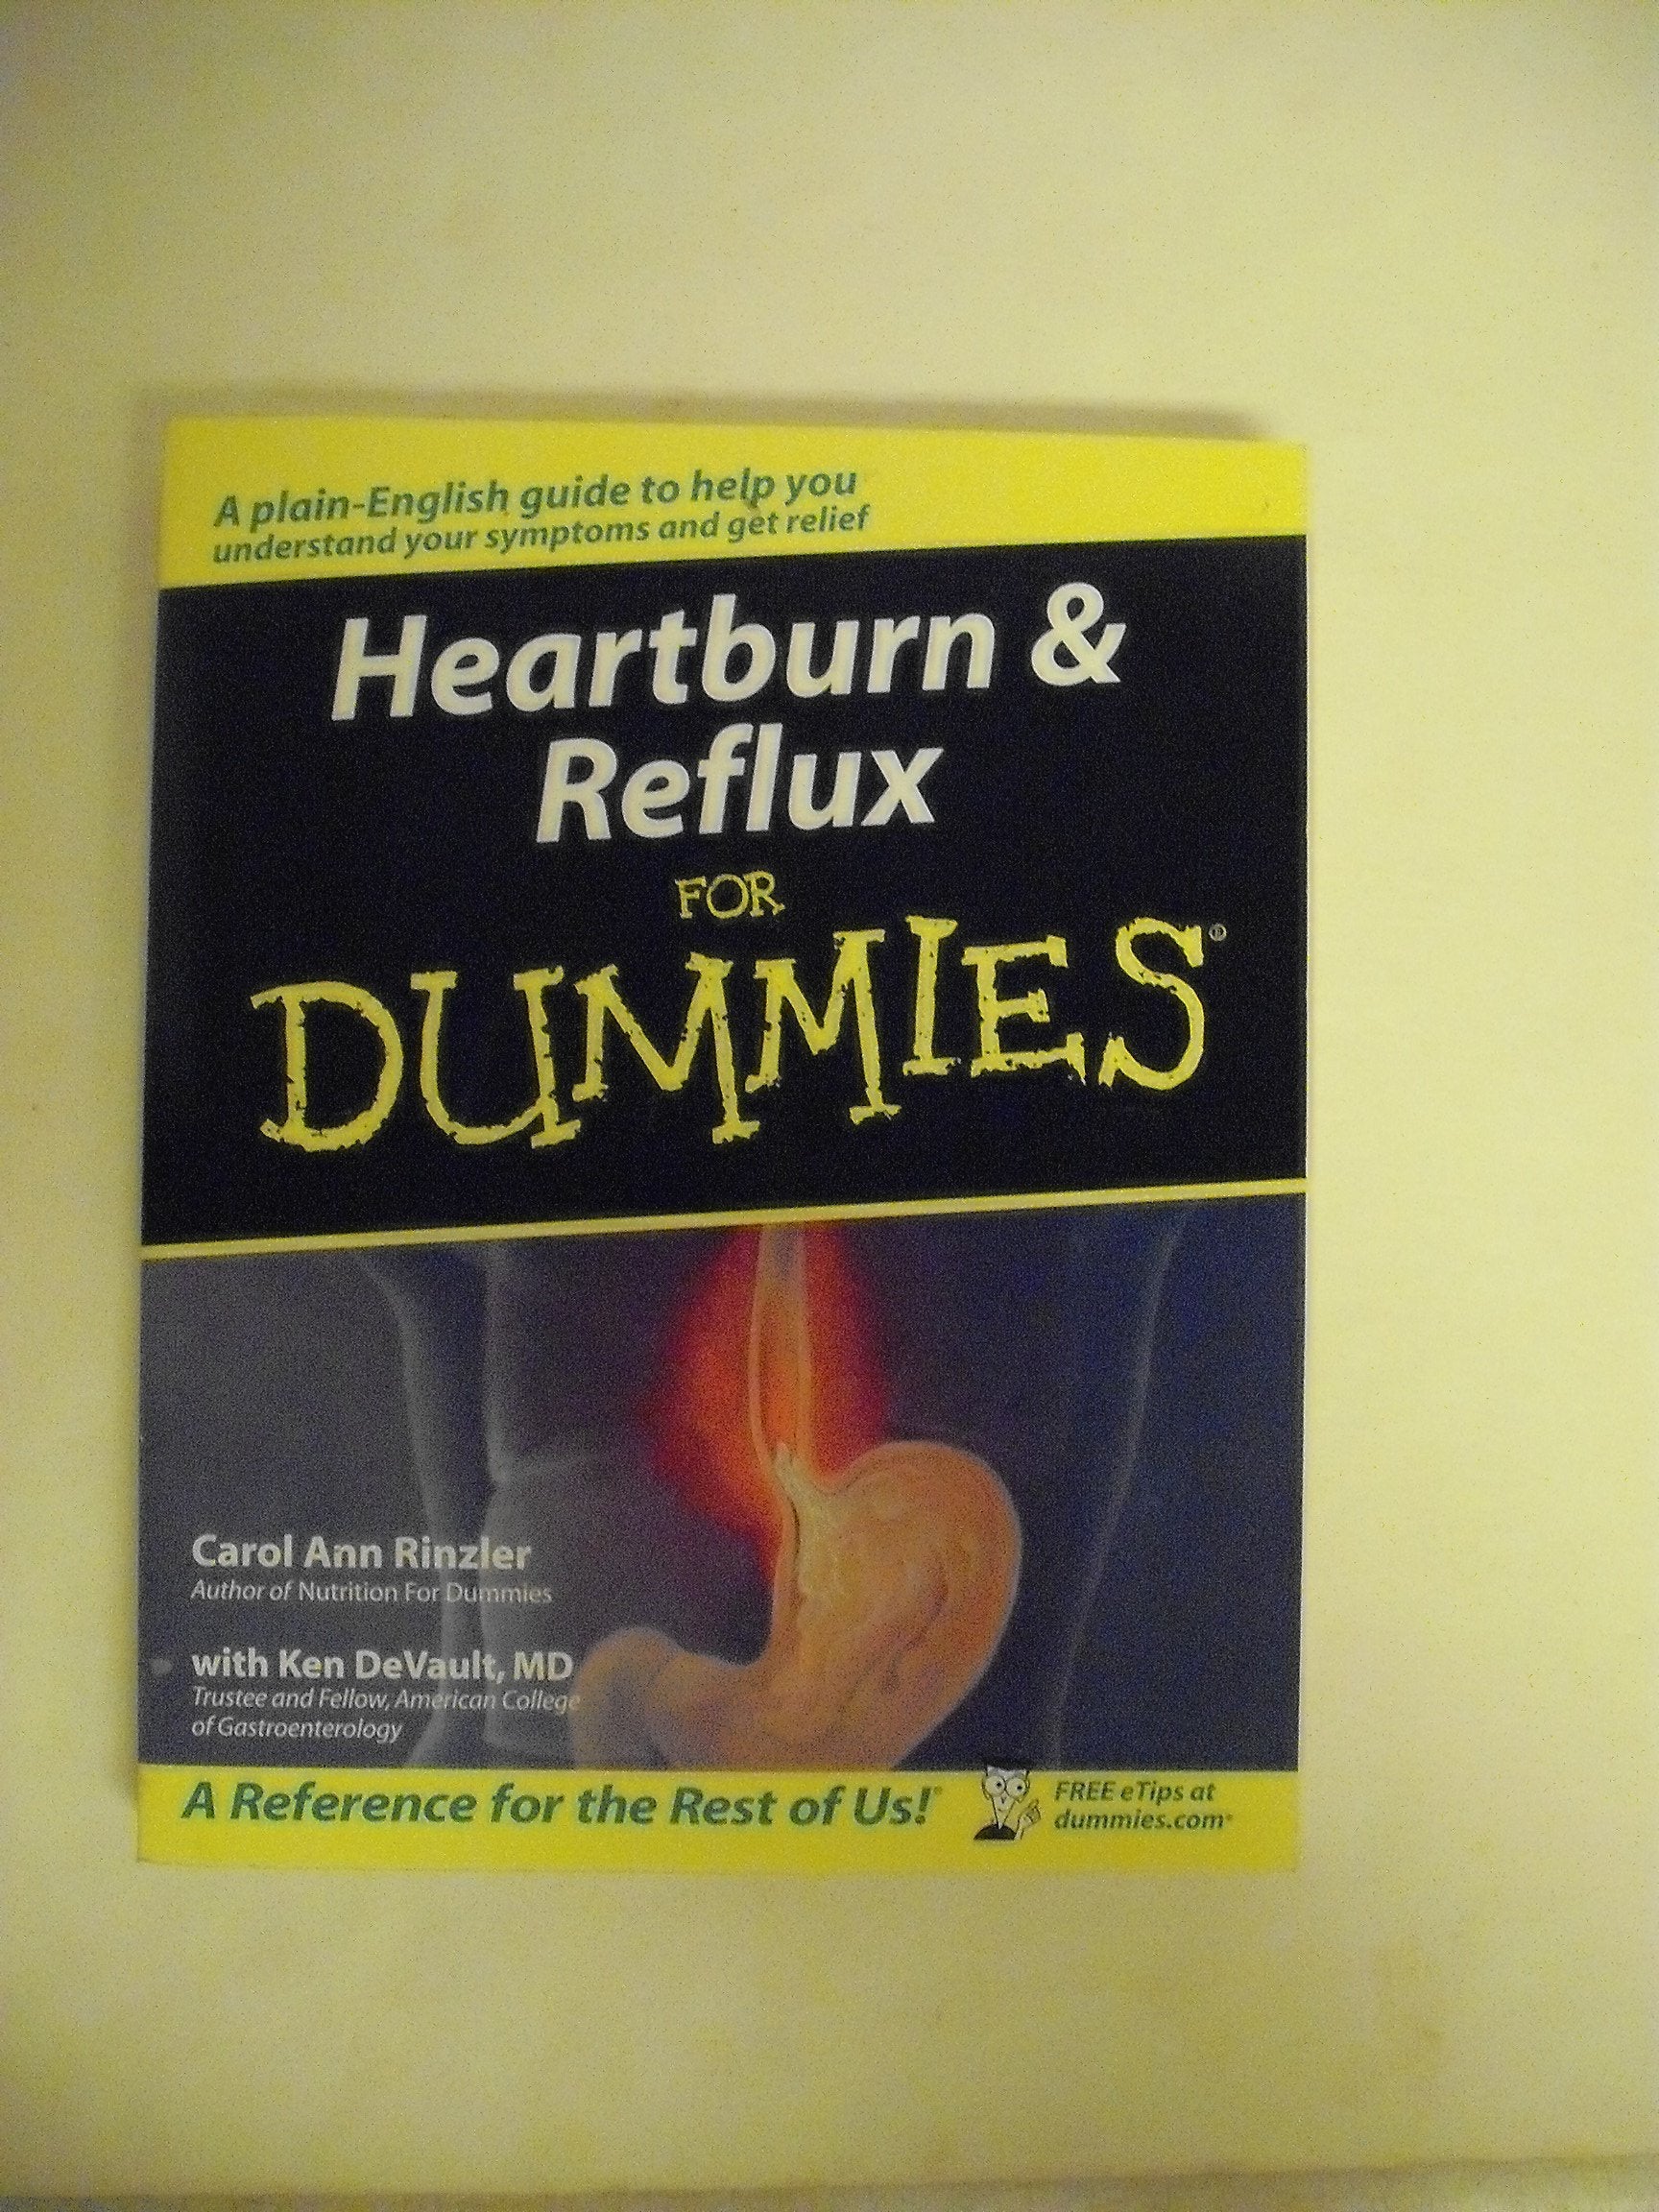 A plain-English guide to help you
understand your symptoms and get relief
Heartburn &
Reflux
FOR
DUMMIES®
Carol Ann Rinzler
Author of Nutrition For Dummies
with Ken DeVault, MD
Trustee and Fellow, American College
of Gastroenterology
A Reference for the Rest of Us!®
FREE eTips at
dummies.com®